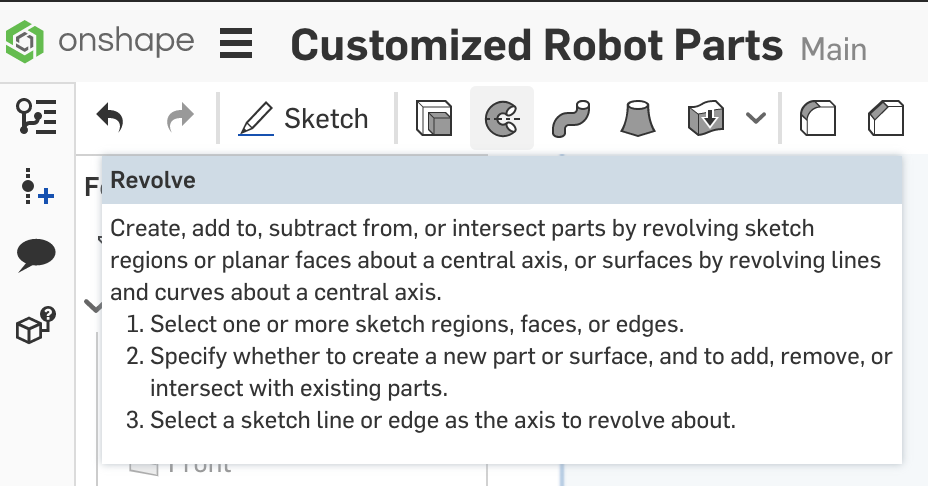 onshape Customized Robot Parts Main
Sketch
Revolve
Create, add to, subtract from, or intersect parts by revolving sketch
regions or planar faces about a central axis, or surfaces by revolving lines
and curves about a central axis.
1. Select one or more sketch regions, faces, or edges.
2. Specify whether to create a new part or surface, and to add, remove, or
intersect with existing parts.
3. Select a sketch line or edge as the axis to revolve about.
Front